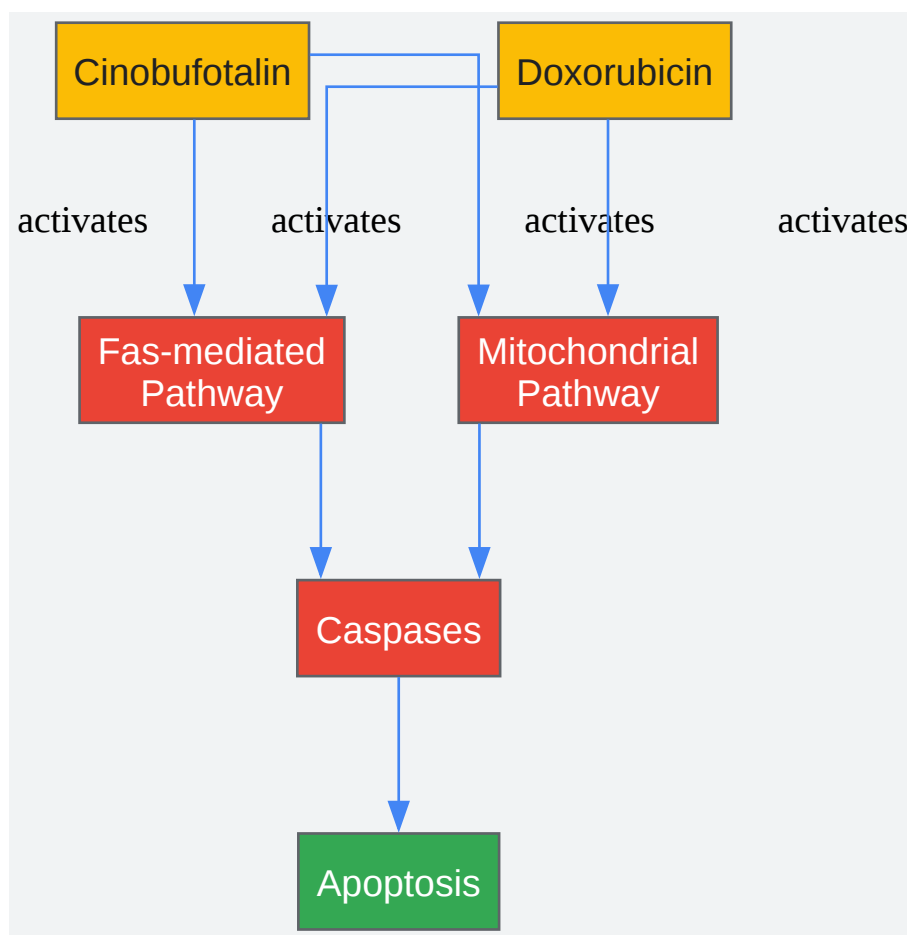 Cinobufotalin
Doxorubicin
activates
activates
activates
activates
Fas-mediated
Pathway
Mitochondrial
Pathway
Caspases
Apoptosis